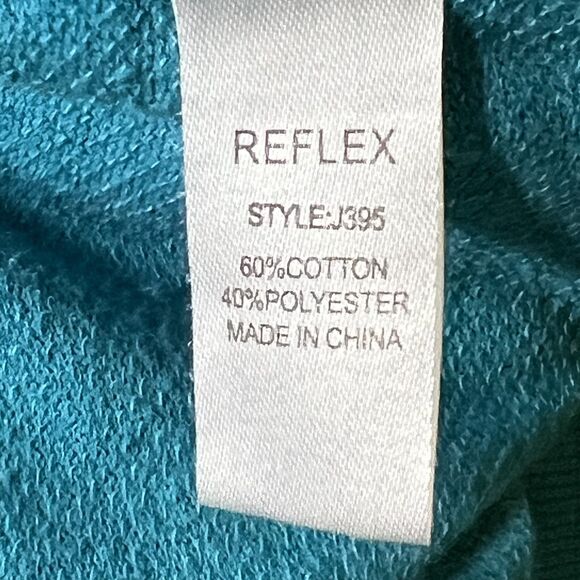 REFLEX
STYLE:J395
60%COTTON
40%POLYESTER
MADE IN CHINA